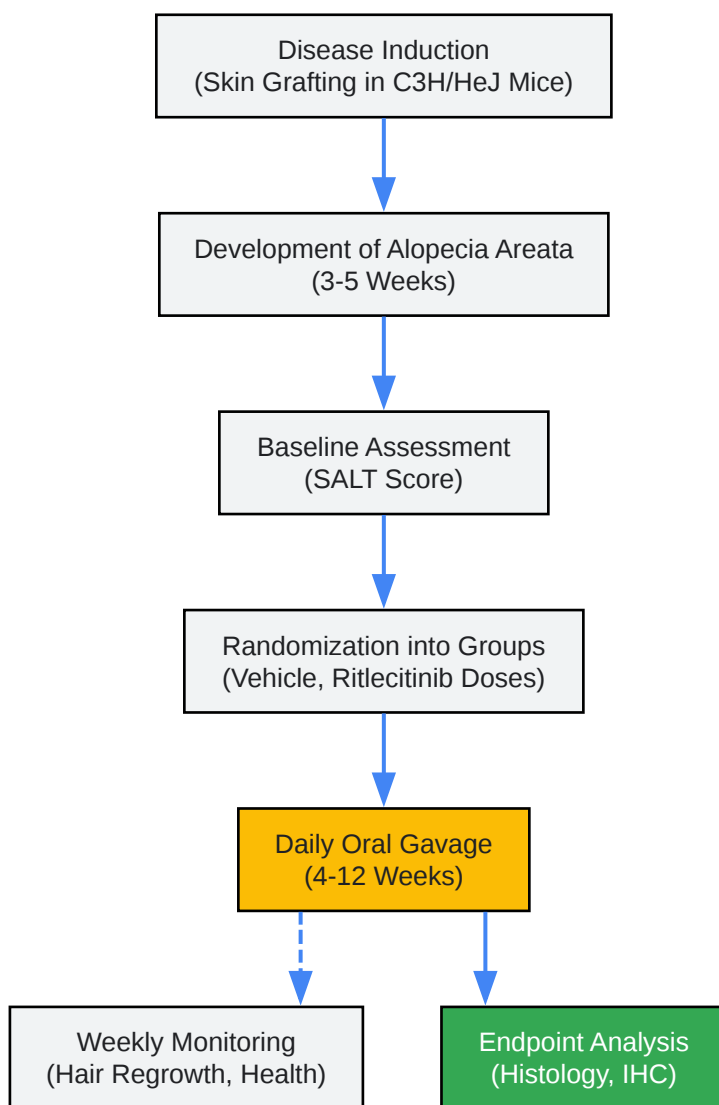 Disease Induction
(Skin Grafting in C3H/HeJ Mice)
Development of Alopecia Areata
(3-5 Weeks)
Baseline Assessment
(SALT Score)
Randomization into Groups
(Vehicle, Ritlecitinib Doses)
Daily Oral Gavage
(4-12 Weeks)
Weekly Monitoring
(Hair Regrowth, Health)
Endpoint Analysis
(Histology, IHC)